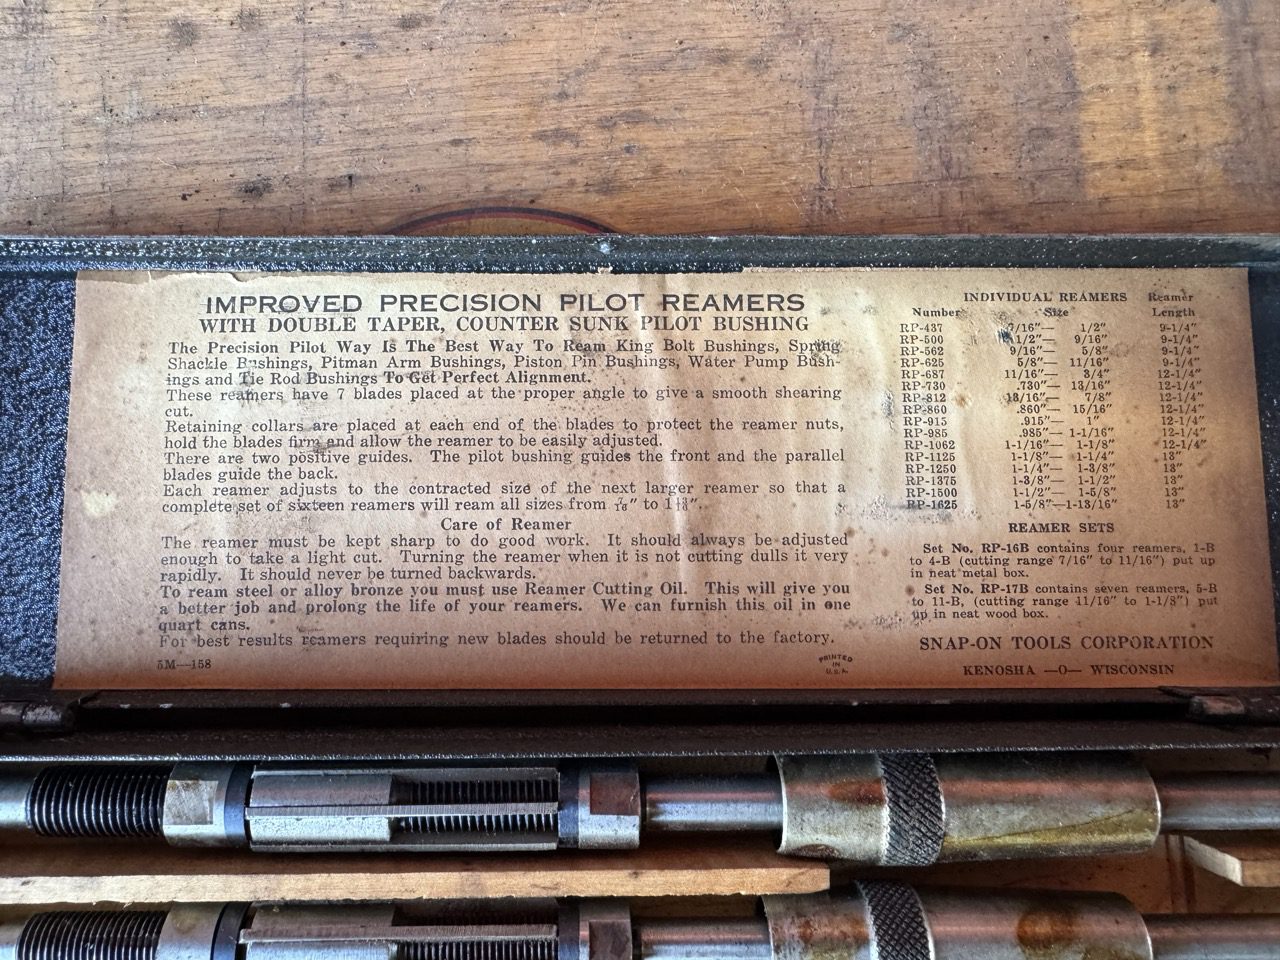 IMPROVED PRECISION PILOT REAMERS
WITH DOUBLE TAPER, COUNTER SUNK PILOT BUSHING
The Precision Pilot Way Is The Best Way To Ream King Bolt Bushings, Spring
Shackle Bushings, Pitman Arm Bushings, Piston Pin Bushings, Water Pump Bush-
ings and Tie Rod Bushings To Get Perfect Alignment.
These reamers have 7 blades placed at the proper angle to give a smooth shearing
cut.
Retaining collars are placed at each end of the blades to protect the reamer nuts,
hold the blades firm and allow the reamer to be easily adjusted.
There are two positive guides. The pilot bushing guides the front and the parallel
blades guide the back.
Each reamer adjusts to the contracted size of the next larger reamer so that a
complete set of sixteen reamers will ream all sizes from 7/16" to 1 13/16".
Care of Reamer
The reamer must be kept sharp to do good work. It should always be adjusted
enough to take a light cut. Turning the reamer when it is not cutting dulls it very
rapidly. It should never be turned backwards.
To ream steel or alloy bronze you must use Reamer Cutting Oil. This will give you
a better job and prolong the life of your reamers. We can furnish this oil in one
quart cans.
For best results reamers requiring new blades should be returned to the factory.
5M—158
PRINTED
IN
U.S.A.
INDIVIDUAL REAMERS Reamer
Number Size Length
RP-437 7/16"— 1/2" 9-1/4"
RP-500 1/2"— 9/16" 9-1/4"
RP-562 9/16"— 5/8" 9-1/4"
RP-625 5/8"— 11/16" 9-1/4"
RP-687 11/16"— 3/4" 12-1/4"
RP-730 .730"— 13/16" 12-1/4"
RP-812 13/16"— 7/8" 12-1/4"
RP-860 .860"— 15/16" 12-1/4"
RP-915 .915"— 1" 12-1/4"
RP-985 .985"— 1-1/16" 12-1/4"
RP-1062 1-1/16"— 1-1/8" 12-1/4"
RP-1125 1-1/8"— 1-1/4" 13"
RP-1250 1-1/4"— 1-3/8" 13"
RP-1375 1-3/8"— 1-1/2" 13"
RP-1500 1-1/2"— 1-5/8" 13"
RP-1625 1-5/8"—1-13/16" 13"
REAMER SETS
Set No. RP-16B contains four reamers, 1-B
to 4-B (cutting range 7/16" to 11/16") put up
in neat metal box.
Set No. RP-17B contains seven reamers, 5-B
to 11-B, (cutting range 11/16" to 1-1/8") put
up in neat wood box.
SNAP-ON TOOLS CORPORATION
KENOSHA —O— WISCONSIN